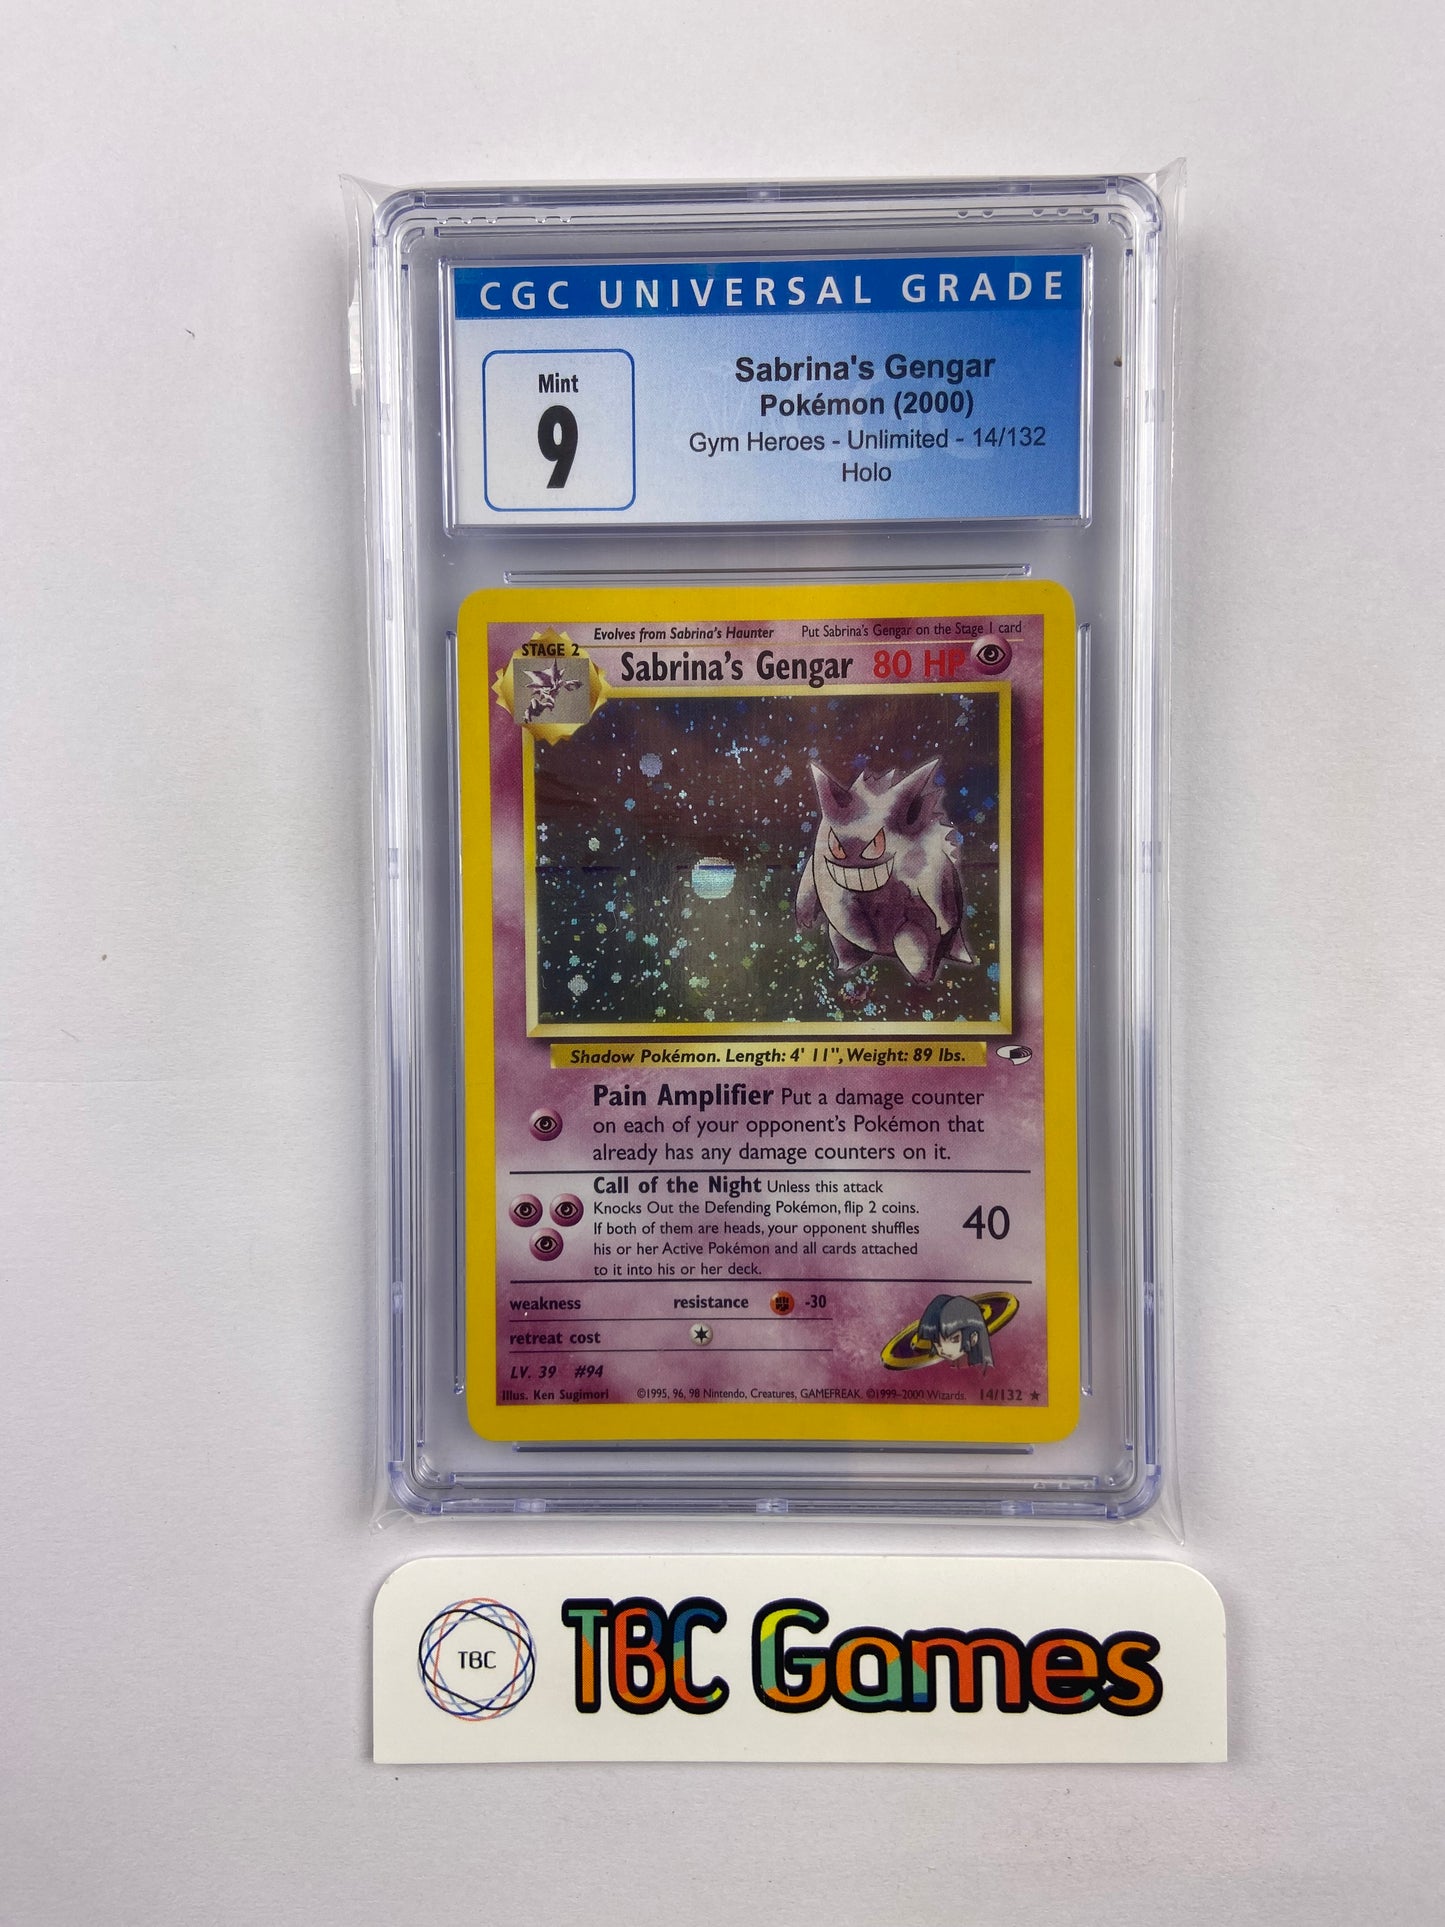 CGC UNIVERSAL GRADE
Mint
9
Sabrina's Gengar
Pokémon (2000)
Gym Heroes - Unlimited - 14/132
Holo
Evolves from Sabrina's Haunter Put Sabrina's Gengar on the Stage 1 card
STAGE 2
Sabrina's Gengar 80 HP
Shadow Pokémon. Length: 4' 11", Weight: 89 lbs.
Pain Amplifier Put a damage counter
on each of your opponent's Pokémon that
already has any damage counters on it.
Call of the Night Unless this attack
Knocks Out the Defending Pokémon, flip 2 coins.
If both of them are heads, your opponent shuffles
his or her Active Pokémon and all cards attached
to it into his or her deck.
40
weakness resistance -30
retreat cost
LV. 39 #94
Illus. Ken Sugimori ©1995, 96, 98 Nintendo, Creatures, GAMEFREAK. ©1999-2000 Wizards. 14/132 ★
TBC
TBC Games